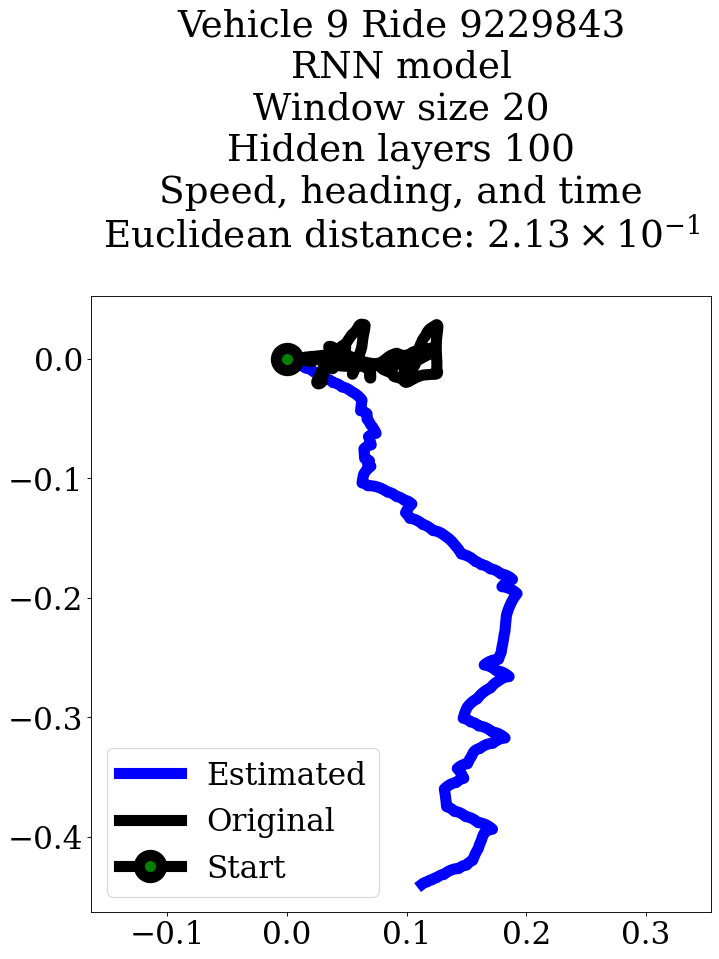 Vehicle 9 Ride 9229843
RNN model
Window size 20
Hidden layers 100
Speed, heading, and time
Euclidean distance: 2.13 × 10⁻¹
0.0
−0.1
−0.2
−0.3
−0.4
Estimated
Original
Start
−0.1 0.0 0.1 0.2 0.3